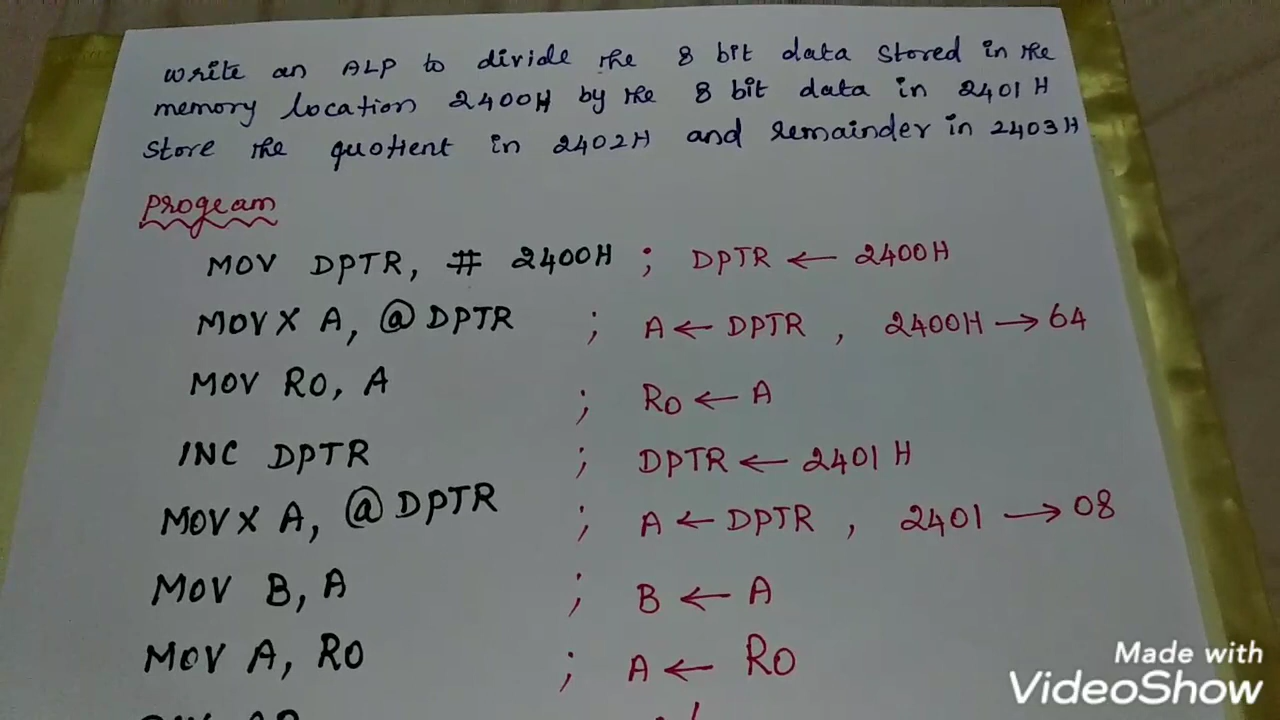 write an ALP to divide the 8 bit data stored in the
memory location 2400H by the 8 bit data in 2401H
store the quotient in 2402H and remainder in 2403H
Program
MOV DPTR, # 2400H ; DPTR ← 2400H
MOVX A, @DPTR ; A ← DPTR , 2400H → 64
MOV R0, A ; R0 ← A
INC DPTR ; DPTR ← 2401H
MOVX A, @DPTR ; A ← DPTR , 2401 → 08
MOV B, A ; B ← A
MOV A, R0 ; A ← R0
Made with
VideoShow